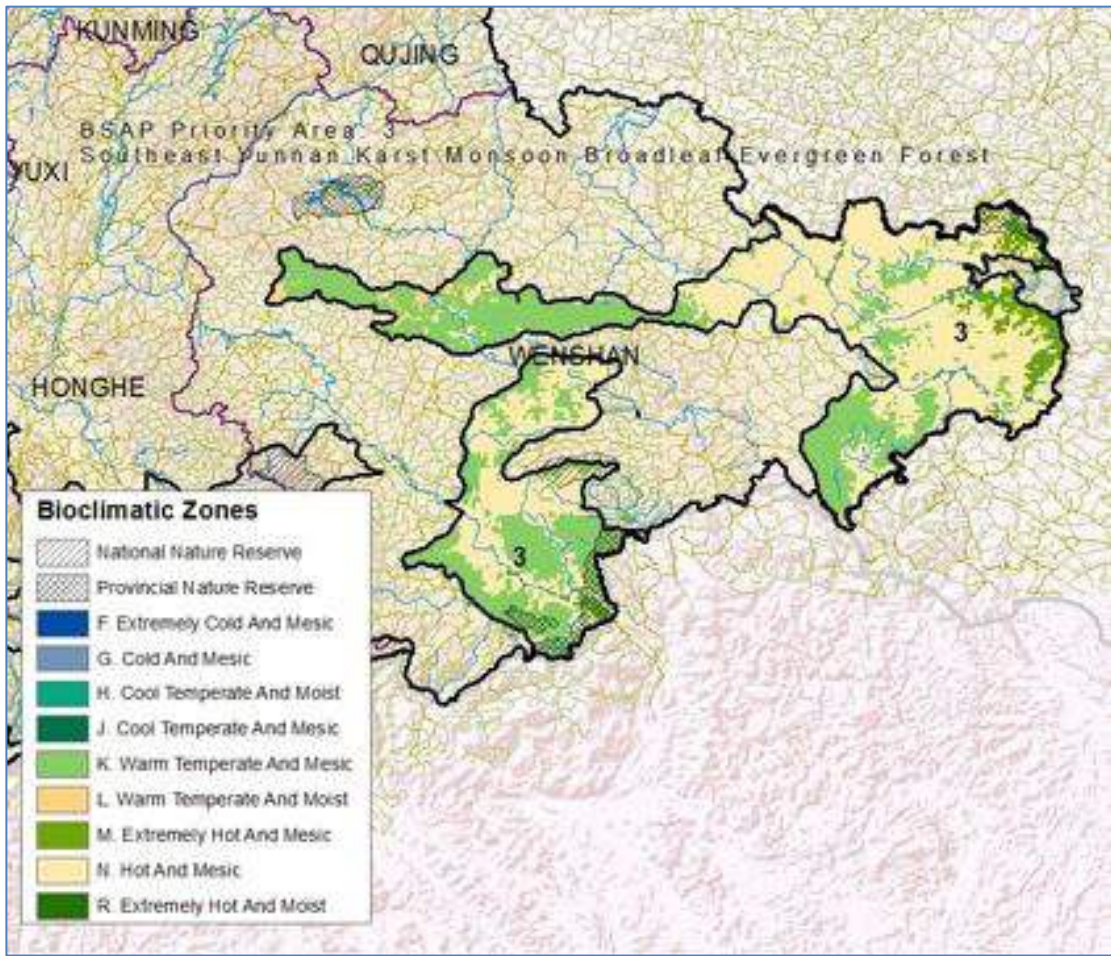 KUNMING
QUJING
BSAP Priority Area 3
Southeast Yunnan Karst Monsoon Broadleaf Evergreen Forest
YUXI
WENSHAN
3
HONGHE
3
Bioclimatic Zones
National Nature Reserve
Provincial Nature Reserve
F Extremely Cold And Mesic
G. Cold And Mesic
H. Cool Temperate And Moist
J. Cool Temperate And Mesic
K. Warm Temperate And Mesic
L. Warm Temperate And Moist
M. Extremely Hot And Mesic
N. Hot And Mesic
R. Extremely Hot And Moist